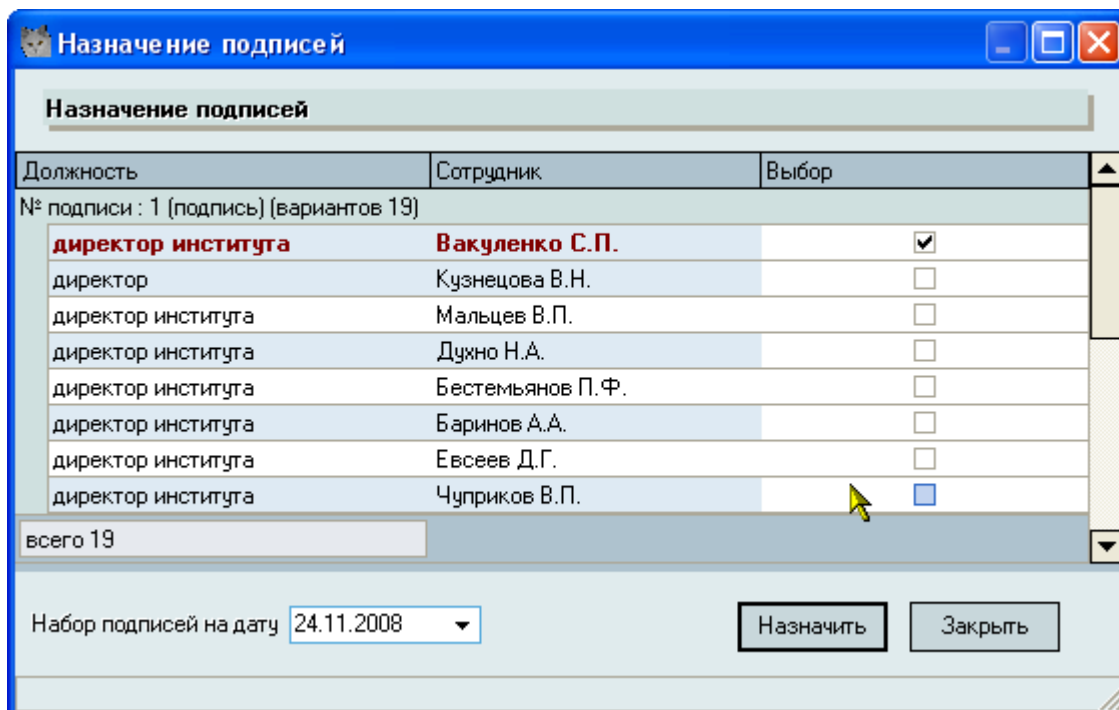 Назначение подписей
Назначение подписей
Должность Сотрудник Выбор
№ подписи : 1 (подпись) (вариантов 19)
директор института Вакуленко С.П.
директор Кузнецова В.Н.
директор института Мальцев В.П.
директор института Духно Н.А.
директор института Бестемьянов П.Ф.
директор института Баринов А.А.
директор института Евсеев Д.Г.
директор института Чуприков В.П.
всего 19
Набор подписей на дату 24.11.2008 Назначить Закрыть